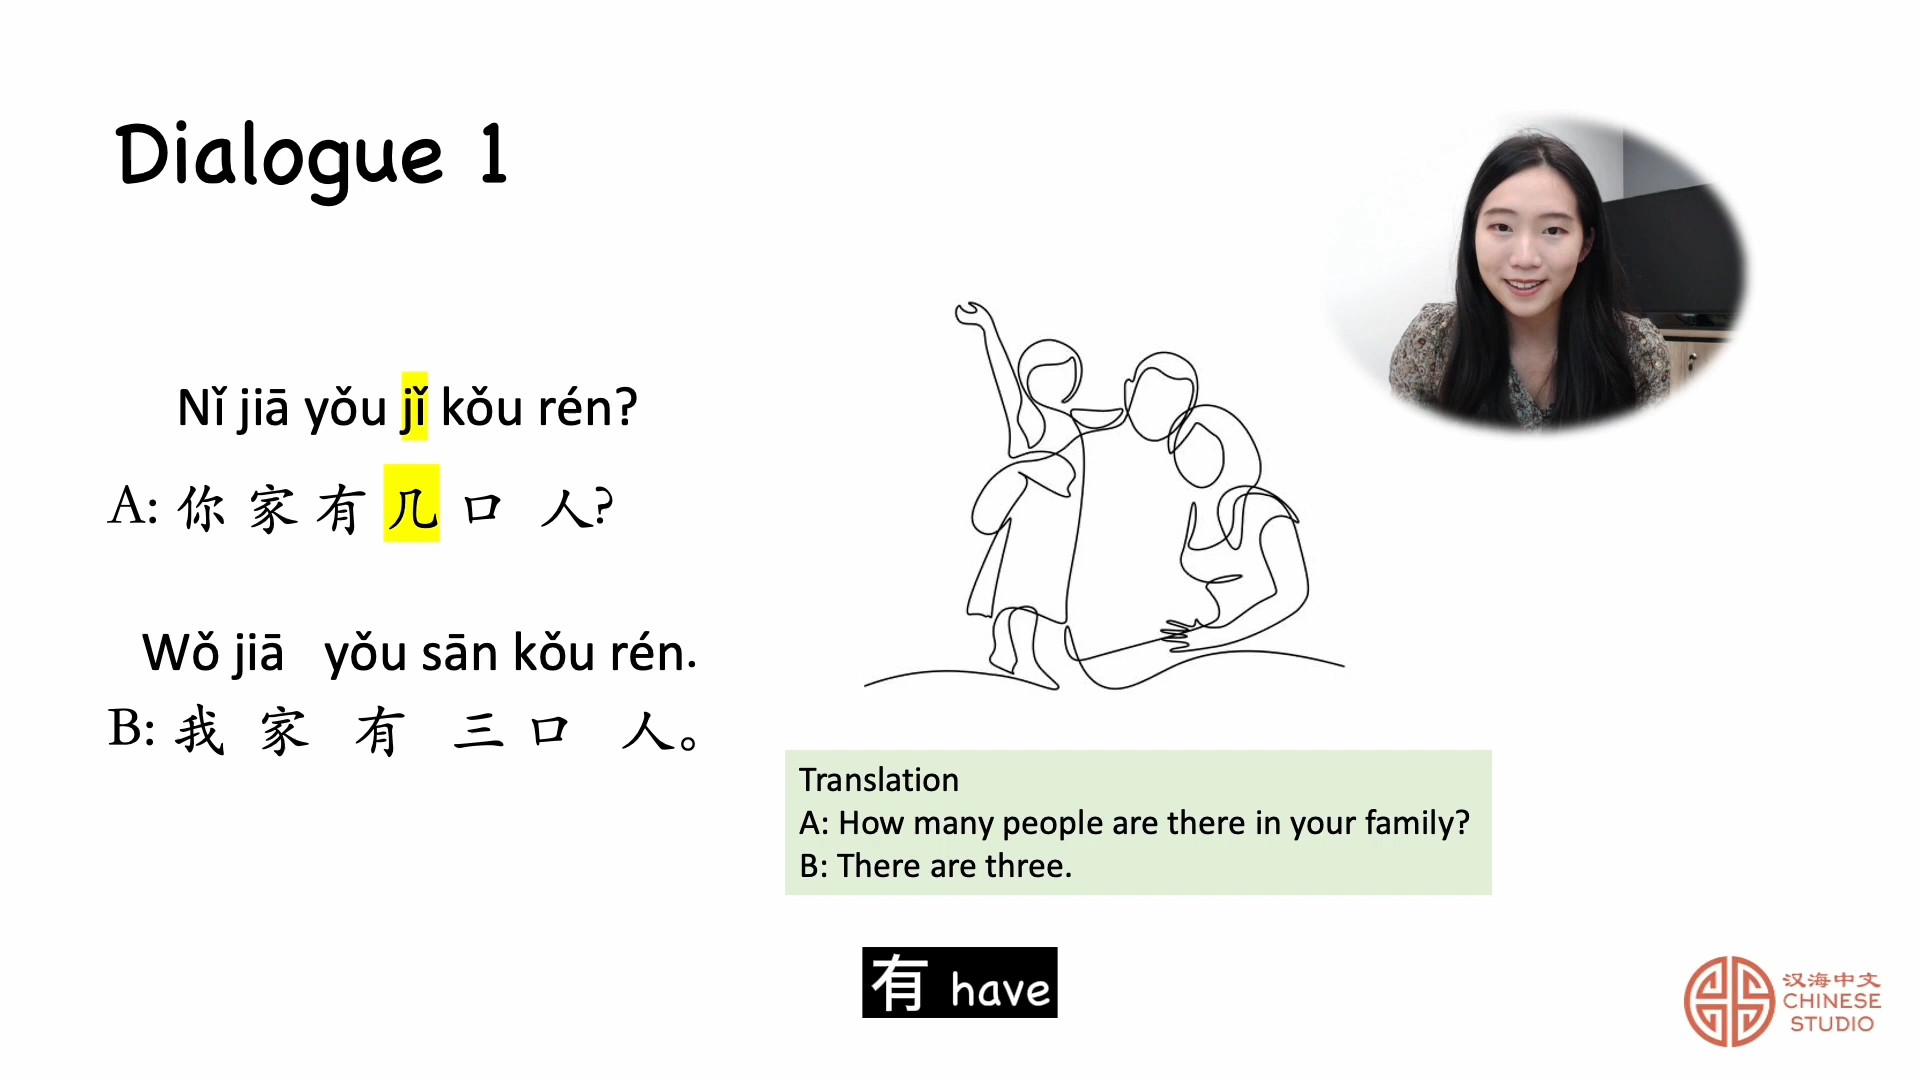 Dialogue 1
Nǐ jiā yǒu jǐ kǒu rén?
A: 你 家 有 几 口 人?
Wǒ jiā yǒu sān kǒu rén.
B: 我 家 有 三 口 人。
Translation
A: How many people are there in your family?
B: There are three.
有 have
汉海中文
CHINESE
STUDIO